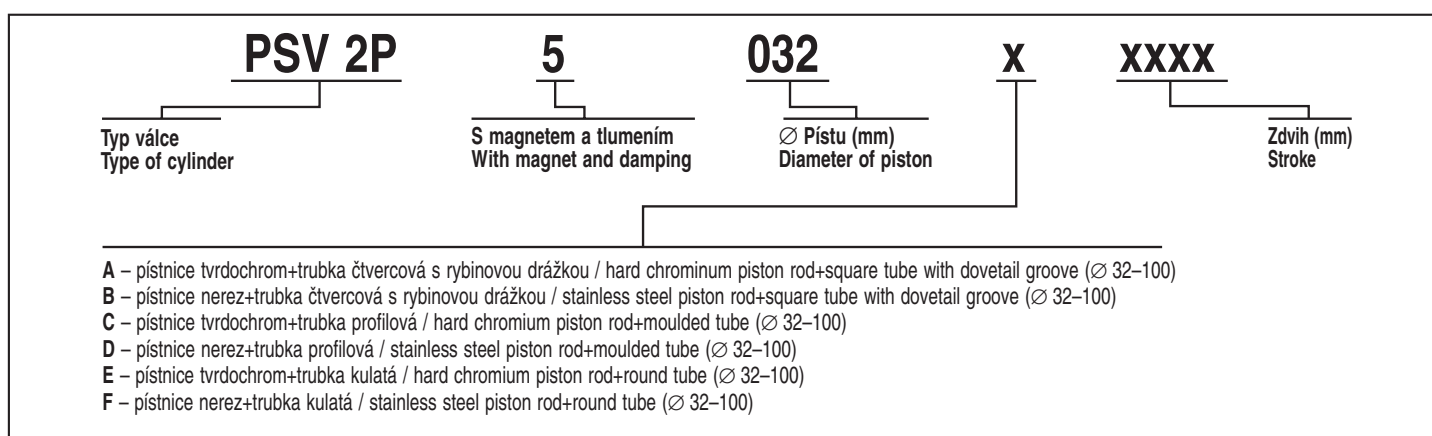 PSV 2P 5 032 x xxxx
Typ válce
Type of cylinder
S magnetem a tlumením
With magnet and damping
∅ Pístu (mm)
Diameter of piston
Zdvih (mm)
Stroke
A – pístnice tvrdochrom+trubka čtvercová s rybinovou drážkou / hard chrominum piston rod+square tube with dovetail groove (∅ 32–100)
B – pístnice nerez+trubka čtvercová s rybinovou drážkou / stainless steel piston rod+square tube with dovetail groove (∅ 32–100)
C – pístnice tvrdochrom+trubka profilová / hard chromium piston rod+moulded tube (∅ 32–100)
D – pístnice nerez+trubka profilová / stainless steel piston rod+moulded tube (∅ 32–100)
E – pístnice tvrdochrom+trubka kulatá / hard chromium piston rod+round tube (∅ 32–100)
F – pístnice nerez+trubka kulatá / stainless steel piston rod+round tube (∅ 32–100)